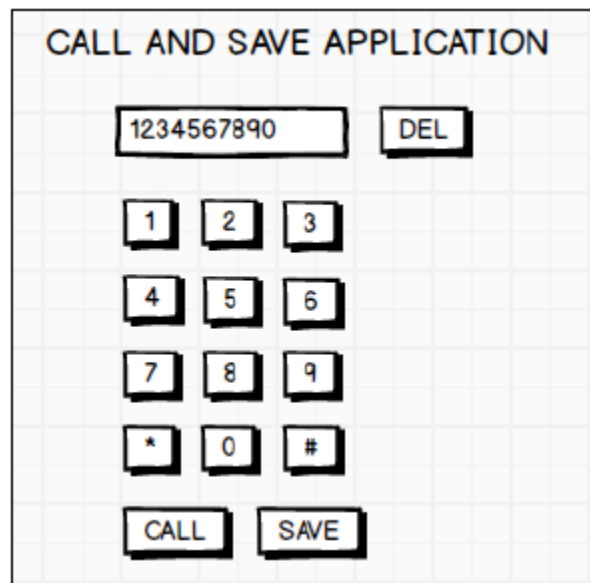 CALL AND SAVE APPLICATION
1234567890 DEL
1 2 3
4 5 6
7 8 9
* 0 #
CALL SAVE